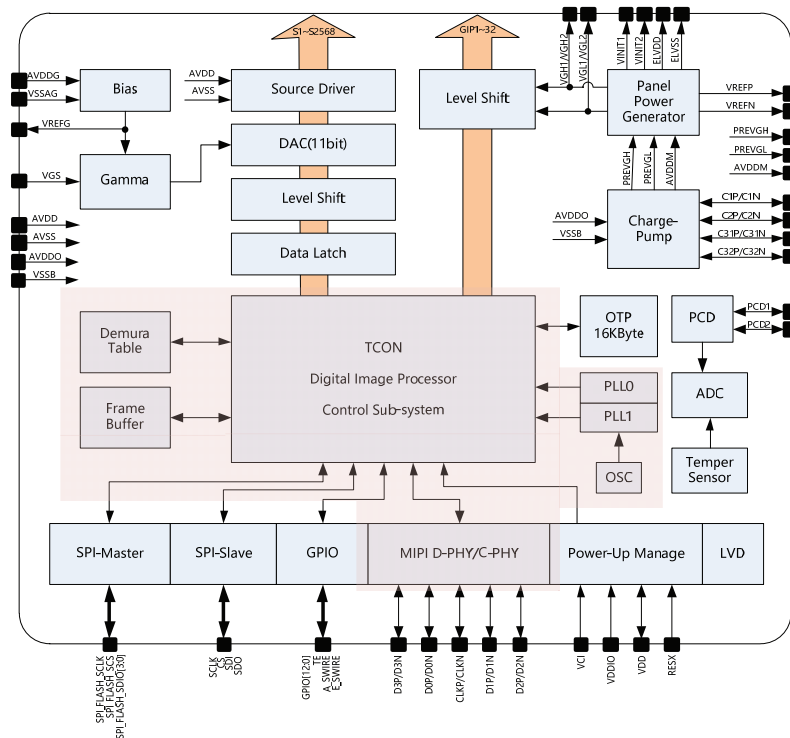 S1~S2568
GIP1~32
VGH1/VGH2
VGL1/VGL2
VINIT1
VINIT2
ELVDD
ELVSS
AVDDG
VSSAG
VREFG
VGS
AVDD
AVSS
AVDDO
VSSB
Bias
Gamma
AVDD
AVSS
Source Driver
DAC(11bit)
Level Shift
Data Latch
Level Shift
Panel
Power
Generator
VREFP
VREFN
PREVGH
PREVGL
AVDDM
PREVGH
PREVGL
AVDDM
AVDDO
VSSB
Charge-
Pump
C1P/C1N
C2P/C2N
C31P/C31N
C32P/C32N
Demura
Table
Frame
Buffer
TCON
Digital Image Processor
Control Sub-system
OTP
16KByte
PCD
PCD1
PCD2
PLL0
PLL1
OSC
ADC
Temper
Sensor
SPI-Master
SPI-Slave
GPIO
MIPI D-PHY/C-PHY
Power-Up Manage
LVD
SPI_FLASH_SCLK
SPI_FLASH_SCS
SPI_FLASH_SDIO[3:0]
SCLK
CS
SDI
SDO
GPIO[12:0]
TE
A_SWIRE
E_SWIRE
D3P/D3N
D0P/D0N
CLKP/CLKN
D1P/D1N
D2P/D2N
VCI
VDDIO
VDD
RESX